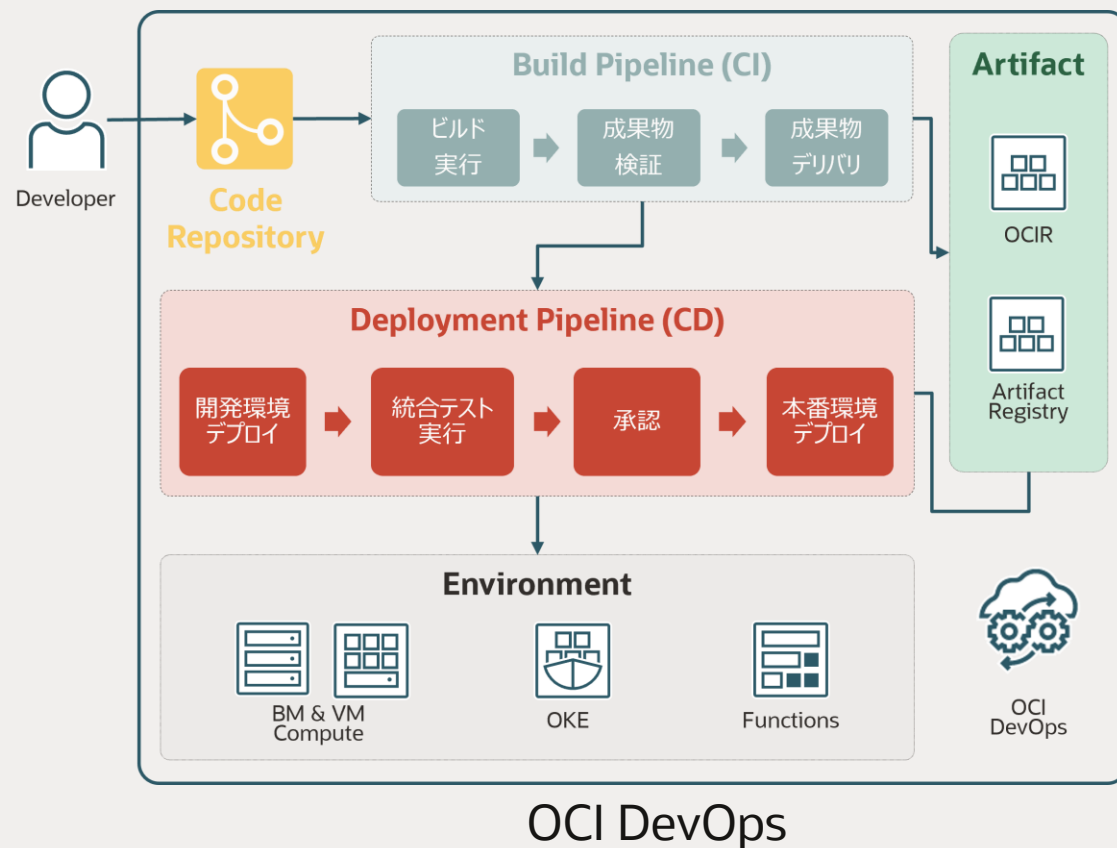 Developer
Code
Repository
Build Pipeline (CI)
ビルド
実行
成果物
検証
成果物
デリバリ
Artifact
OCIR
Artifact
Registry
Deployment Pipeline (CD)
開発環境
デプロイ
統合テスト
実行
承認
本番環境
デプロイ
Environment
BM & VM
Compute
OKE
Functions
OCI
DevOps
OCI DevOps